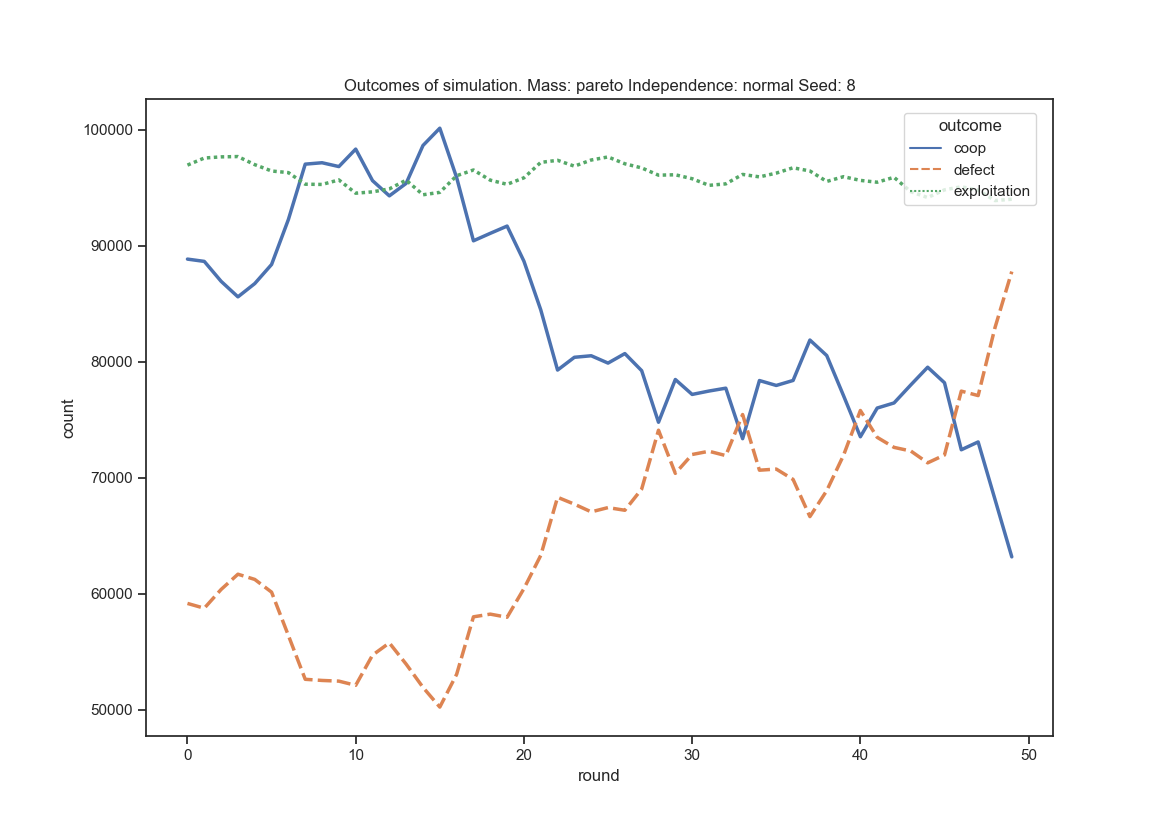 Outcomes of simulation. Mass: pareto Independence: normal Seed: 8
100000
90000
80000
70000
60000
50000
count
outcome
coop
defect
exploitation
0 10 20 30 40 50
round